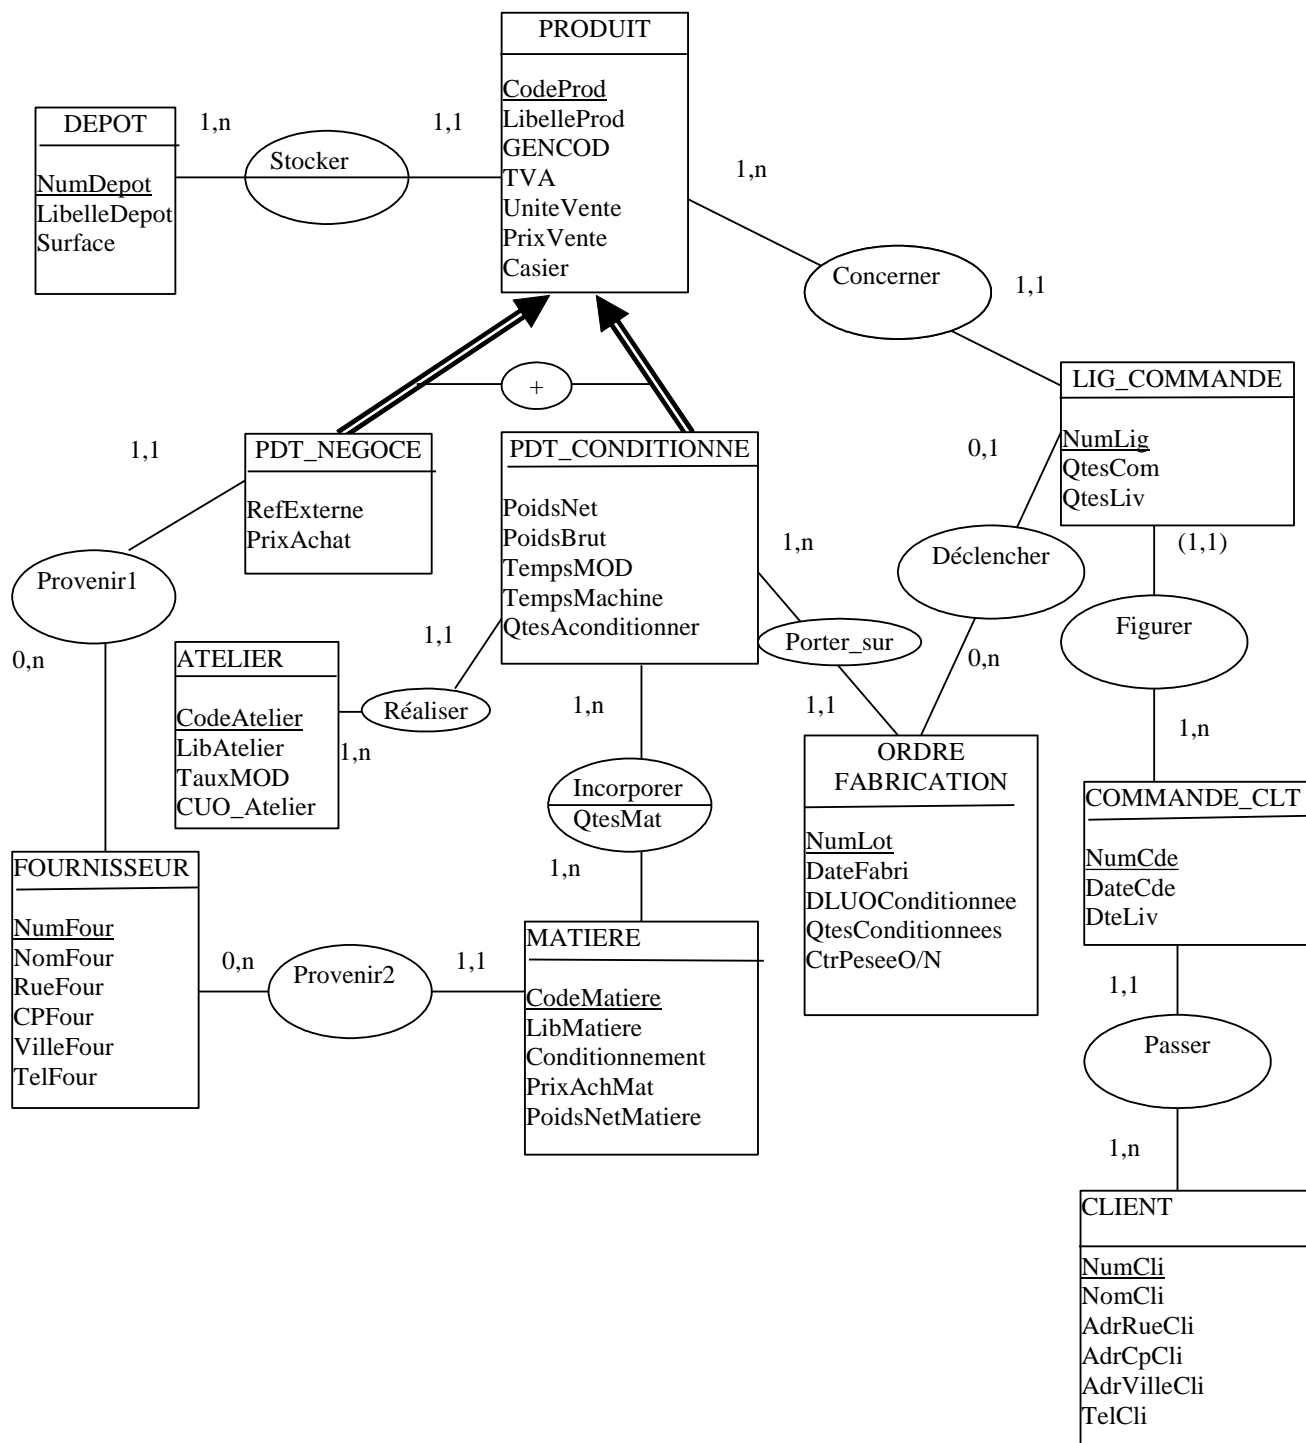 PRODUIT
CodeProd
LibelleProd
GENCOD
TVA
UniteVente
PrixVente
Casier
DEPOT
NumDepot
LibelleDepot
Surface
1,n
Stocker
1,1
1,n
Concerner
1,1
LIG_COMMANDE
NumLig
QtesCom
QtesLiv
+
PDT_NEGOCE
RefExterne
PrixAchat
PDT_CONDITIONNE
PoidsNet
PoidsBrut
TempsMOD
TempsMachine
QtesAconditionner
1,1
Provenir1
0,n
0,1
Déclencher
0,n
1,n
Porter_sur
1,1
(1,1)
Figurer
1,n
ATELIER
CodeAtelier
LibAtelier
TauxMOD
CUO_Atelier
1,1
Réaliser
1,n
1,n
Incorporer
QtesMat
1,n
ORDRE
FABRICATION
NumLot
DateFabri
DLUOConditionnee
QtesConditionnees
CtrPeseeO/N
COMMANDE_CLT
NumCde
DateCde
DteLiv
FOURNISSEUR
NumFour
NomFour
RueFour
CPFour
VilleFour
TelFour
0,n
Provenir2
1,1
MATIERE
CodeMatiere
LibMatiere
Conditionnement
PrixAchMat
PoidsNetMatiere
1,1
Passer
1,n
CLIENT
NumCli
NomCli
AdrRueCli
AdrCpCli
AdrVilleCli
TelCli